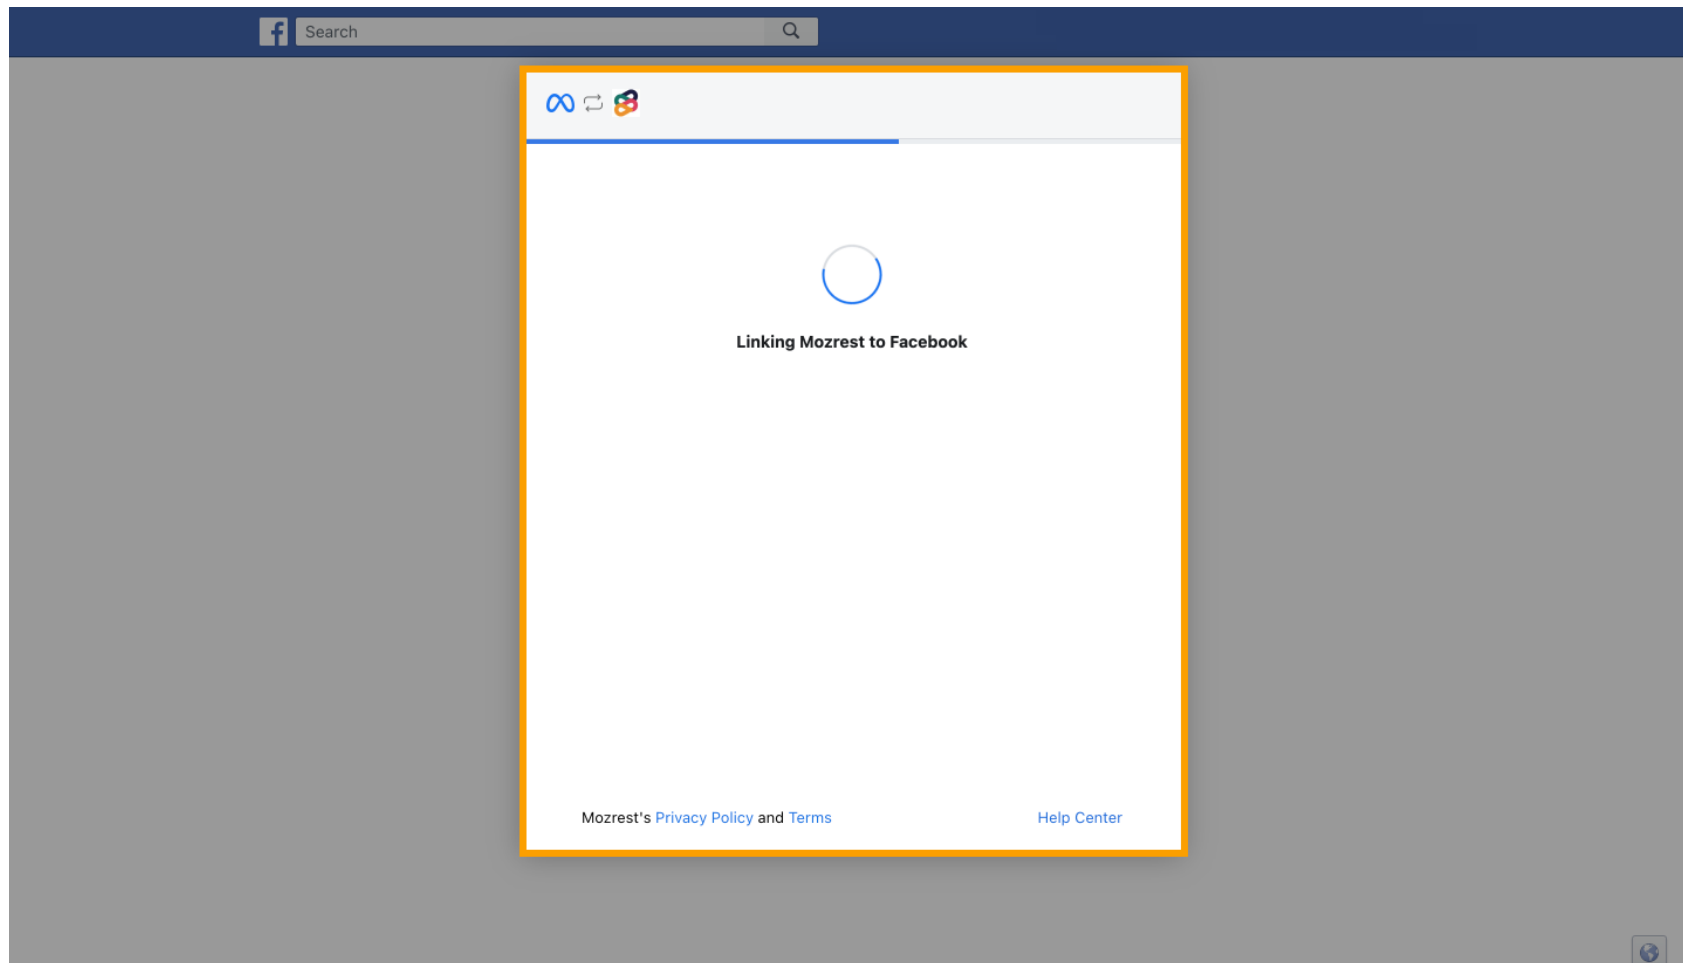 Search
Linking Mozrest to Facebook
Mozrest's Privacy Policy and Terms
Help Center